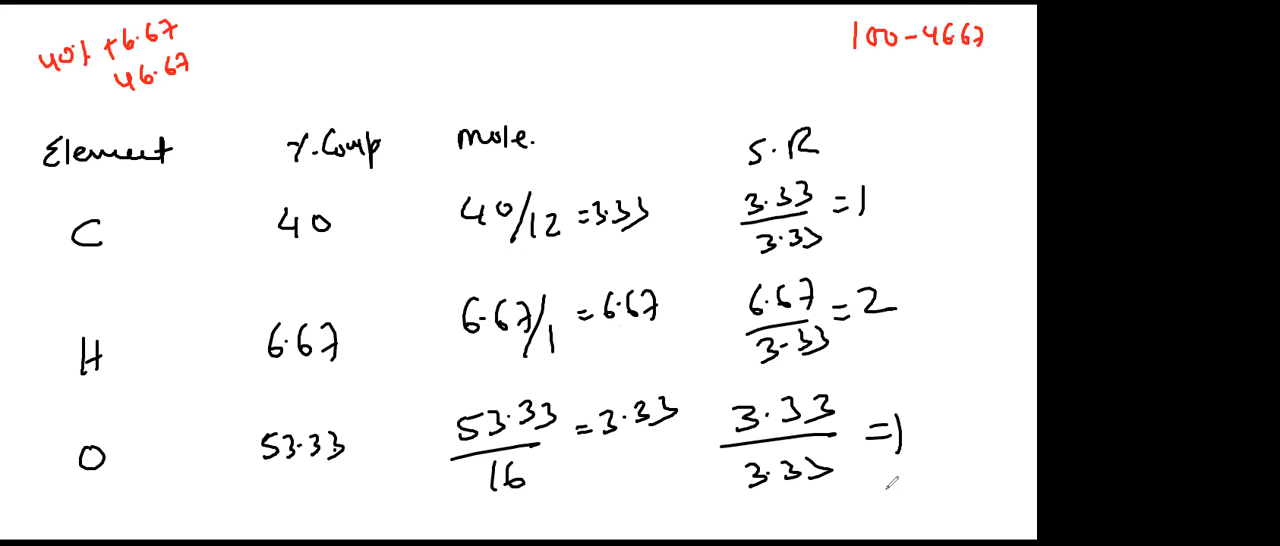 40% + 6.67
46.67
100 - 4667
Element %.Comp mole. S.R
C 40 40/12 = 3.33 3.33/3.33 = 1
H 6.67 6.67/1 = 6.67 6.67/3.33 = 2
O 53.33 53.33/16 = 3.33 3.33/3.33 = 1